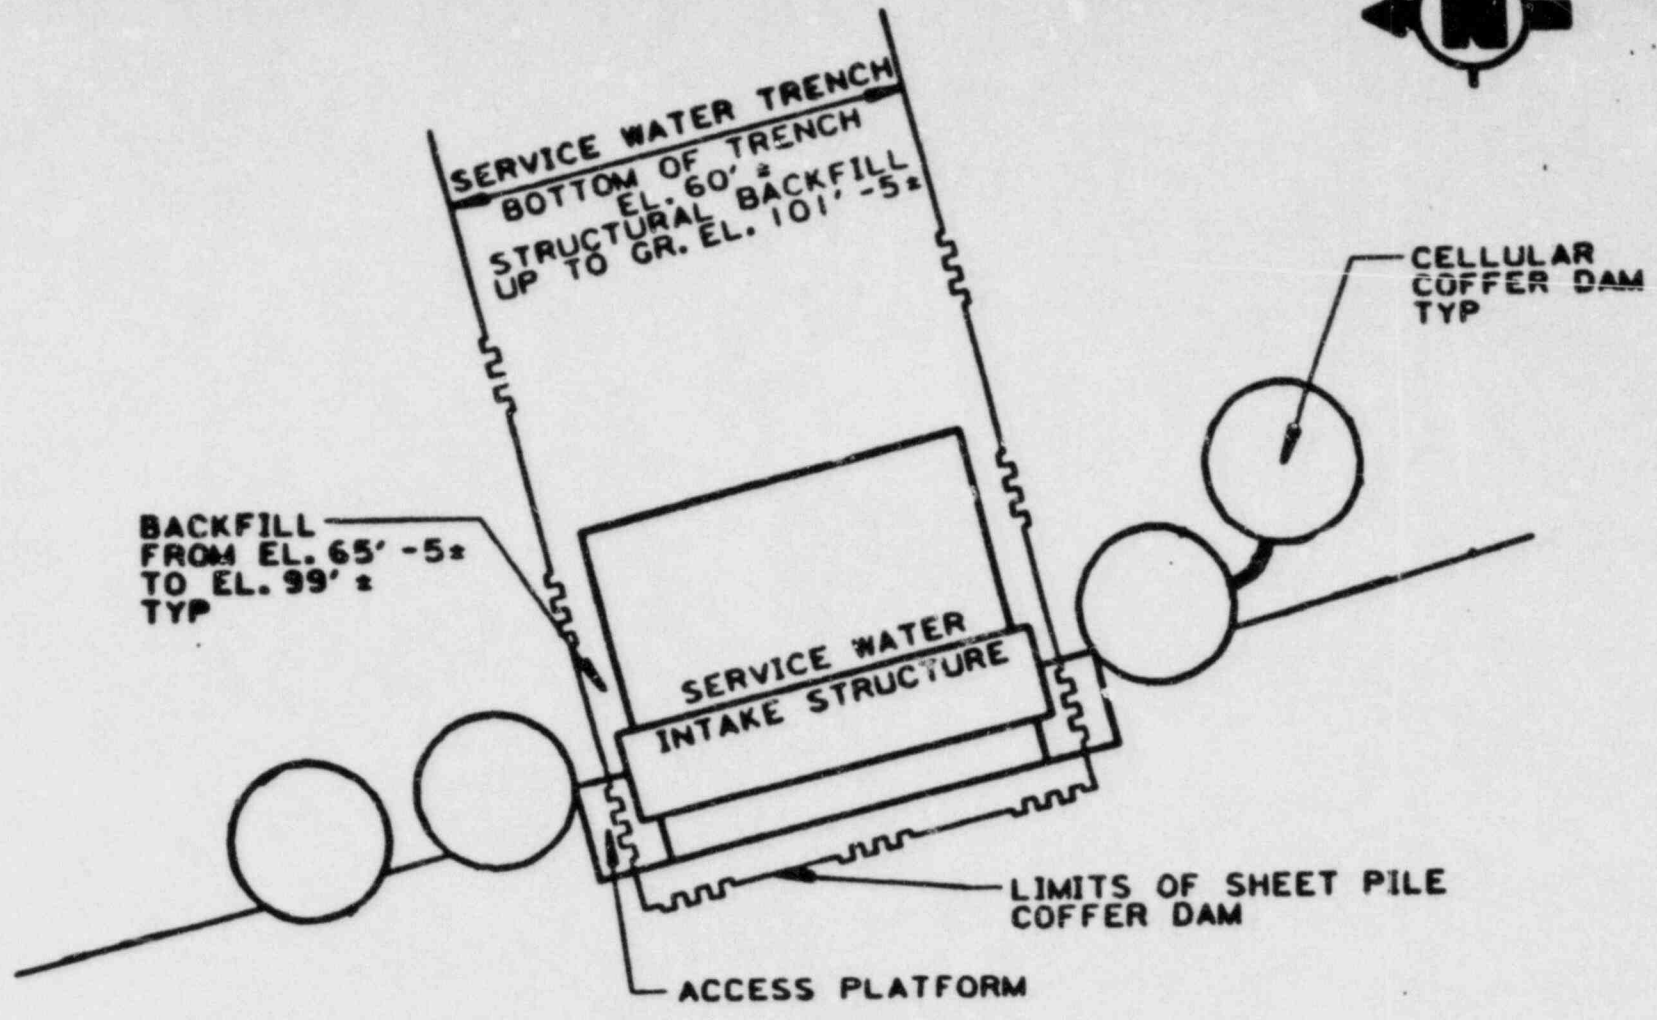 SERVICE WATER TRENCH
BOTTOM OF TRENCH
EL. 60' ±
STRUCTURAL BACKFILL
UP TO GR. EL. 101' -5±
CELLULAR
COFFER DAM
TYP
BACKFILL
FROM EL. 65' -5±
TO EL. 99' ±
TYP
SERVICE WATER
INTAKE STRUCTURE
LIMITS OF SHEET PILE
COFFER DAM
ACCESS PLATFORM